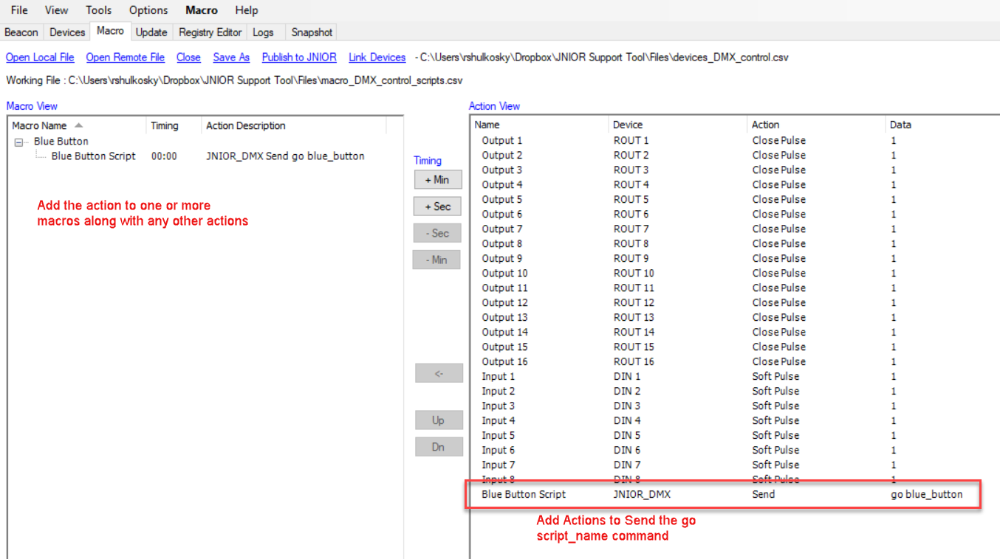 File View Tools Options Macro Help
Beacon Devices Macro Update Registry Editor Logs Snapshot
Open Local File Open Remote File Close Save As Publish to JNIOR Link Devices - C:\Users\rshulkosky\Dropbox\JNIOR Support Tool\Files\devices_DMX_control.csv
Working File : C:\Users\rshulkosky\Dropbox\JNIOR Support Tool\Files\macro_DMX_control_scripts.csv
Macro View
Macro Name Timing Action Description
Blue Button
Blue Button Script 00:00 JNIOR_DMX Send go blue_button
Add the action to one or more
macros along with any other actions
Timing
+ Min
+ Sec
- Sec
- Min
<-
Up
Dn
Action View
Name Device Action Data
Output 1 ROUT 1 Close Pulse 1
Output 2 ROUT 2 Close Pulse 1
Output 3 ROUT 3 Close Pulse 1
Output 4 ROUT 4 Close Pulse 1
Output 5 ROUT 5 Close Pulse 1
Output 6 ROUT 6 Close Pulse 1
Output 7 ROUT 7 Close Pulse 1
Output 8 ROUT 8 Close Pulse 1
Output 9 ROUT 9 Close Pulse 1
Output 10 ROUT 10 Close Pulse 1
Output 11 ROUT 11 Close Pulse 1
Output 12 ROUT 12 Close Pulse 1
Output 13 ROUT 13 Close Pulse 1
Output 14 ROUT 14 Close Pulse 1
Output 15 ROUT 15 Close Pulse 1
Output 16 ROUT 16 Close Pulse 1
Input 1 DIN 1 Soft Pulse 1
Input 2 DIN 2 Soft Pulse 1
Input 3 DIN 3 Soft Pulse 1
Input 4 DIN 4 Soft Pulse 1
Input 5 DIN 5 Soft Pulse 1
Input 6 DIN 6 Soft Pulse 1
Input 7 DIN 7 Soft Pulse 1
Input 8 DIN 8 Soft Pulse 1
Blue Button Script JNIOR_DMX Send go blue_button
Add Actions to Send the go
script_name command